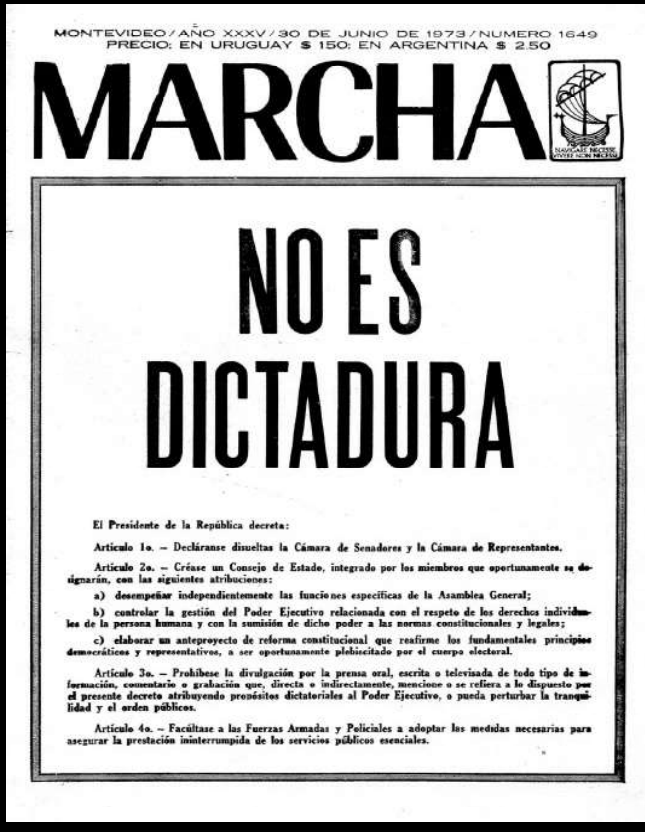 MONTEVIDEO/AÑO XXXV/30 DE JUNIO DE 1973/NUMERO 1649
PRECIO: EN URUGUAY $ 150: EN ARGENTINA $ 2.50
MARCHA
NAVIGARE NECESSE
VIVERE NON NECESSE
NO ES
DICTADURA
El Presidente de la República decreta:
Artículo 1o. — Decláranse disueltas la Cámara de Senadores y la Cámara de Representantes.
Artículo 2o. — Créase un Consejo de Estado, integrado por los miembros que oportunamente se de-
signarán, con las siguientes atribuciones:
a) desempeñar independientemente las funciones específicas de la Asamblea General;
b) controlar la gestión del Poder Ejecutivo relacionada con el respeto de los derechos individua-
les de la persona humana y con la sumisión de dicho poder a las normas constitucionales y legales;
c) elaborar un anteproyecto de reforma constitucional que reafirme los fundamentales principios
democráticos y representativos, a ser oportunamente plebiscitado por el cuerpo electoral.
Artículo 3o. — Prohíbese la divulgación por la prensa oral, escrita o televisada de todo tipo de in-
formación, comentario o grabación que, directa o indirectamente, mencione o se refiera a lo dispuesto por
el presente decreto atribuyendo propósitos dictatoriales al Poder Ejecutivo, o pueda perturbar la tranqui-
lidad y el orden públicos.
Artículo 4o. — Facúltase a las Fuerzas Armadas y Policiales a adoptar las medidas necesarias para
asegurar la prestación ininterrumpida de los servicios públicos esenciales.